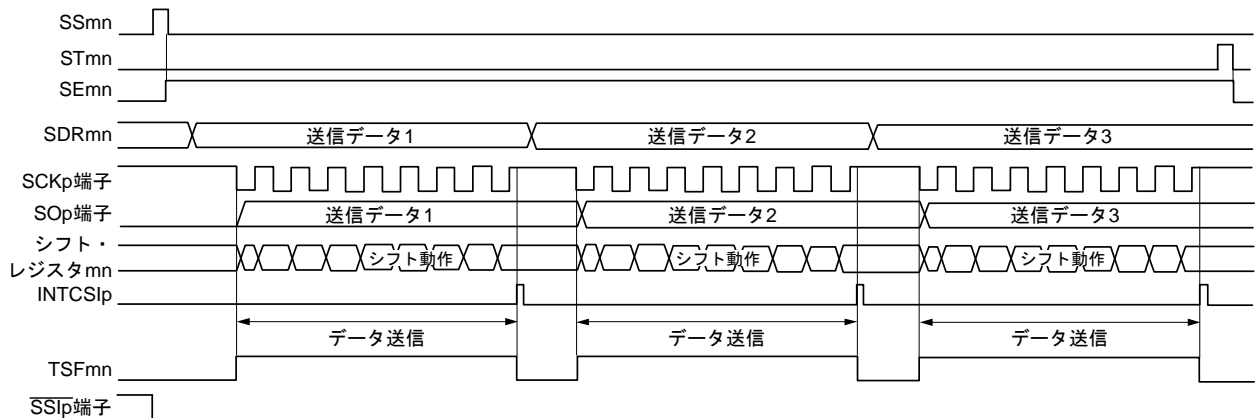 SSmn
STmn
SEmn
SDRmn 送信データ1 送信データ2 送信データ3
SCKp端子
SOp端子 送信データ1 送信データ2 送信データ3
シフト・
レジスタmn シフト動作 シフト動作 シフト動作
INTCSIp
データ送信 データ送信 データ送信
TSFmn
SSIp端子